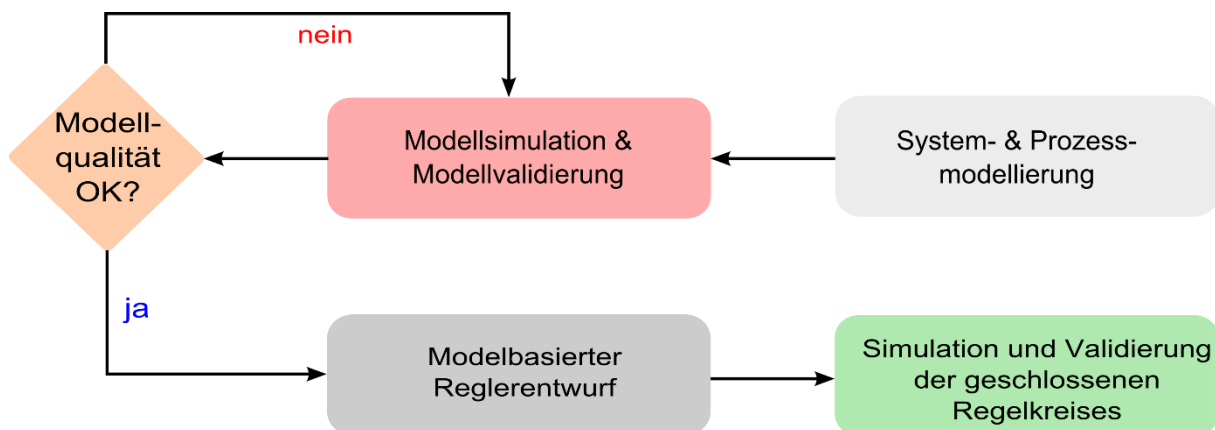 nein
Modell-
qualität
OK?
Modellsimulation &
Modellvalidierung
System- & Prozess-
modellierung
ja
Modelbasierter
Reglerentwurf
Simulation und Validierung
der geschlossenen
Regelkreises